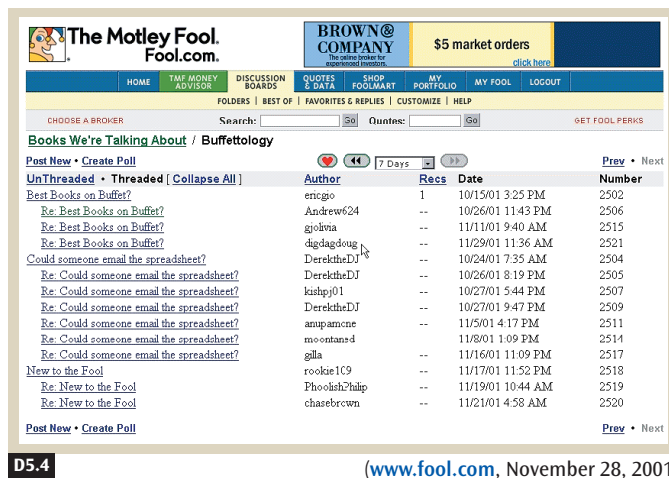 The Motley Fool.
Fool.com.
BROWN&
COMPANY
The online broker for
experienced investors.
$5 market orders
click here
HOME TMF MONEY ADVISOR DISCUSSION BOARDS QUOTES & DATA SHOP FOOLMART MY PORTFOLIO MY FOOL LOGOUT
FOLDERS | BEST OF | FAVORITES & REPLIES | CUSTOMIZE | HELP
CHOOSE A BROKER Search: Go Quotes: Go GET FOOL PERKS
Books We're Talking About / Buffettology
Post New • Create Poll 7 Days Prev • Next
UnThreaded • Threaded [ Collapse All ] Author Recs Date Number
Best Books on Buffet? ericgio 1 10/15/01 3:25 PM 2502
Re: Best Books on Buffet? Andrew624 -- 10/26/01 11:43 PM 2506
Re: Best Books on Buffet? gjolivia -- 11/11/01 9:40 AM 2515
Re: Best Books on Buffet? digdagdoug -- 11/29/01 11:36 AM 2521
Could someone email the spreadsheet? DerektheDJ -- 10/24/01 7:35 AM 2504
Re: Could someone email the spreadsheet? DerektheDJ -- 10/26/01 8:19 PM 2505
Re: Could someone email the spreadsheet? kishpj01 -- 10/27/01 5:44 PM 2507
Re: Could someone email the spreadsheet? DerektheDJ -- 10/27/01 9:47 PM 2509
Re: Could someone email the spreadsheet? anupamcne -- 11/5/01 4:17 PM 2511
Re: Could someone email the spreadsheet? moontaned 11/8/01 1:09 PM 2514
Re: Could someone email the spreadsheet? gilla -- 11/16/01 11:09 PM 2517
New to the Fool rookie109 -- 11/17/01 11:52 PM 2518
Re: New to the Fool PhoolishPhilip -- 11/19/01 10:44 AM 2519
Re: New to the Fool chasebrown -- 11/21/01 4:58 AM 2520
Post New • Create Poll Prev • Next
D5.4 (www.fool.com, November 28, 2001